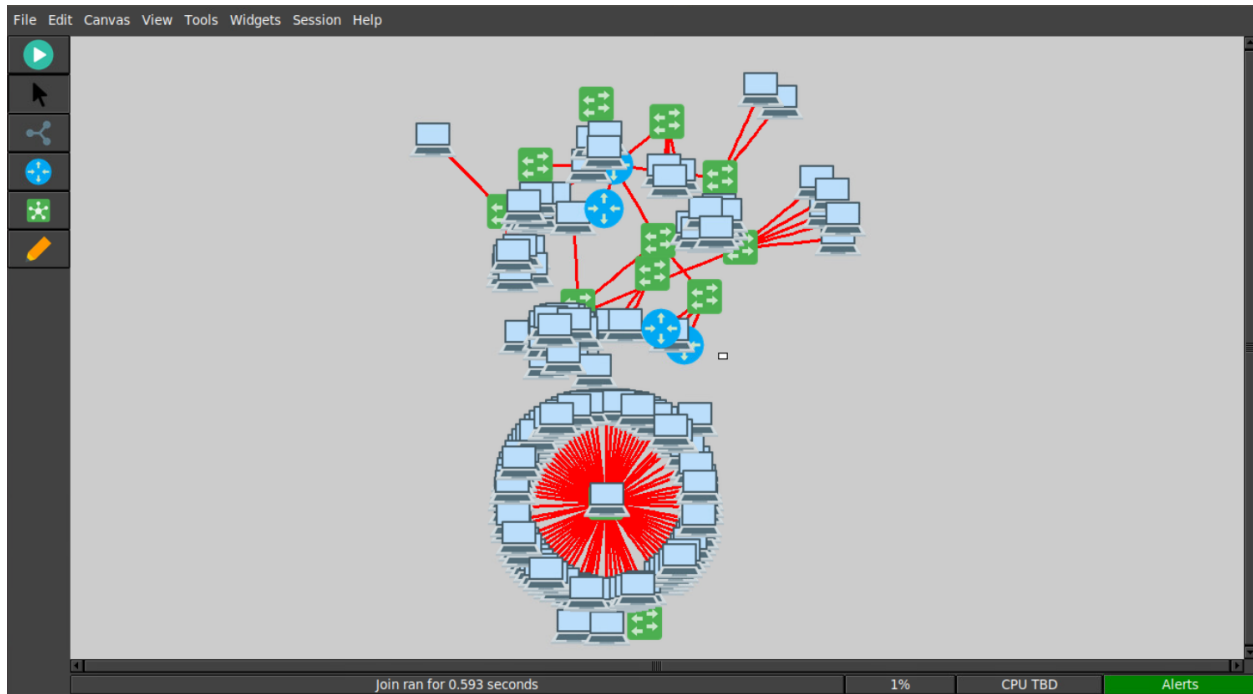 File Edit Canvas View Tools Widgets Session Help
Join ran for 0.593 seconds 1% CPU TBD Alerts